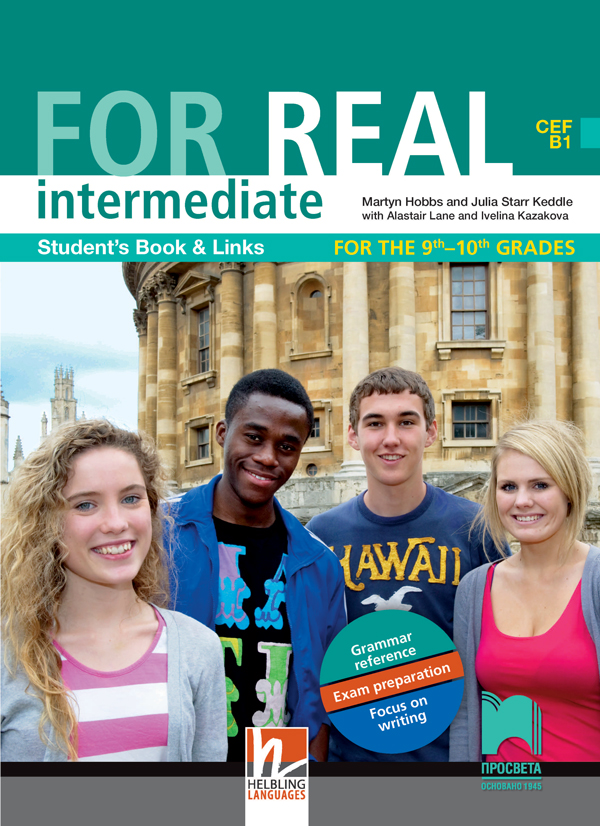 FOR REAL
CEF
B1
intermediate
Martyn Hobbs and Julia Starr Keddle
with Alastair Lane and Ivelina Kazakova
Student's Book & Links
FOR THE 9th–10th GRADES
HAWAII
Grammar
reference
Exam preparation
Focus on
writing
HELBLING
LANGUAGES
ПРОСВЕТА
ОСНОВАНО 1945